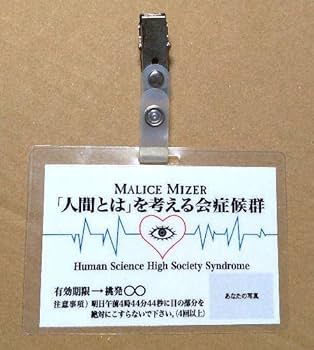 MALICE MIZER
「人間とは」を考える会症候群
Human Science High Society Syndrome
有効期限→挑発〇〇
注意事項）明日午前4時44分44秒に目の部分を
絶対にこすらないで下さい。(4回以上)
あなたの写真